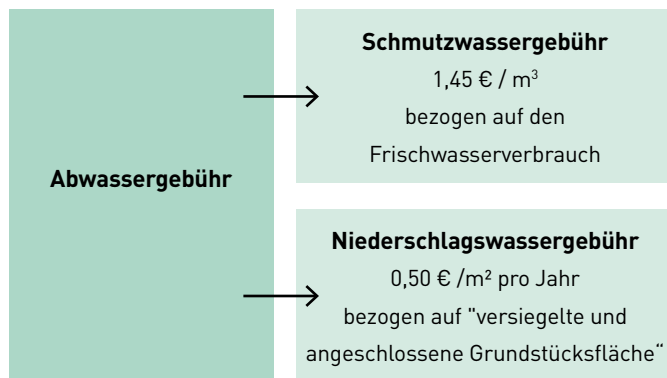 Abwassergebühr
Schmutzwassergebühr
1,45 € / m³
bezogen auf den
Frischwasserverbrauch
Niederschlagswassergebühr
0,50 € /m² pro Jahr
bezogen auf "versiegelte und
angeschlossene Grundstücksfläche“